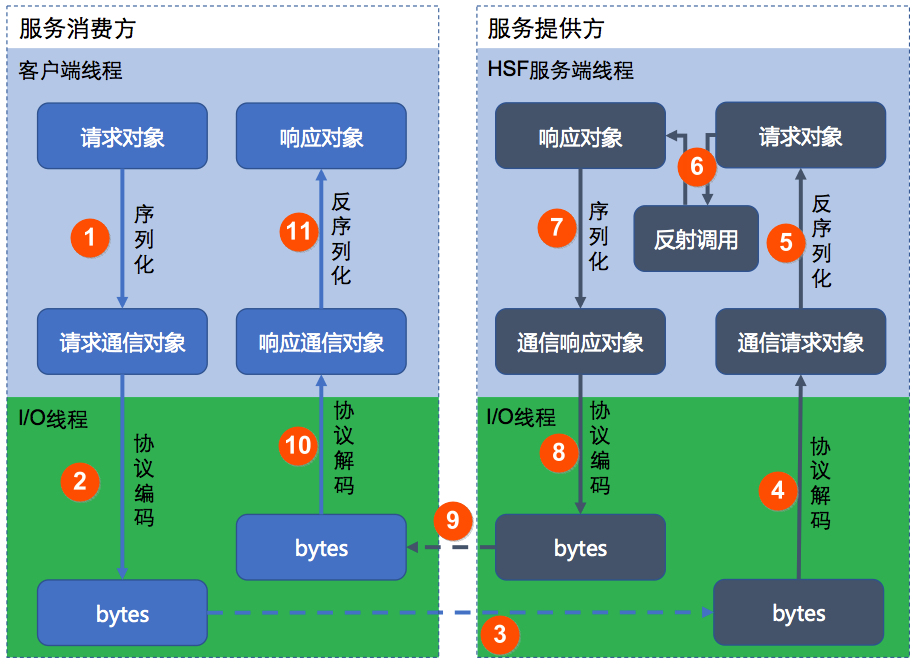 服务消费方
客户端线程
请求对象
响应对象
1
序列化
11
反序列化
请求通信对象
响应通信对象
I/O线程
2
协议编码
10
协议解码
bytes
bytes
服务提供方
HSF服务端线程
响应对象
请求对象
6
反射调用
7
序列化
5
反序列化
通信响应对象
通信请求对象
I/O线程
8
协议编码
4
协议解码
9
bytes
bytes
3